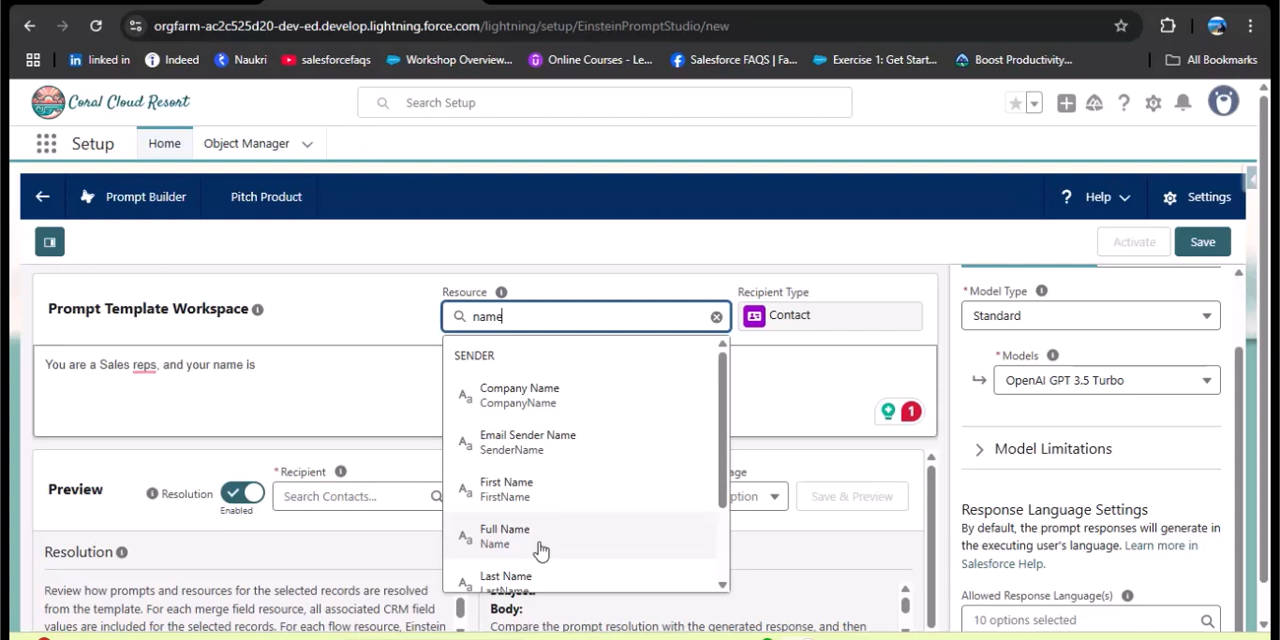 orgfarm-ac2c525d20-dev-ed.develop.lightning.force.com/lightning/setup/EinsteinPromptStudio/new
linked in Indeed Naukri salesforcefaqs Workshop Overview... Online Courses - Le... Salesforce FAQS | Fa... Exercise 1: Get Start... Boost Productivity... All Bookmarks
Coral Cloud Resort Search Setup
Setup Home Object Manager
Prompt Builder Pitch Product Help Settings
Activate Save
Prompt Template Workspace
Resource
name
Recipient Type
Contact
You are a Sales reps, and your name is
1
SENDER
Company Name
CompanyName
Email Sender Name
SenderName
First Name
FirstName
Full Name
Name
Last Name
LastName
Preview
Resolution
Enabled
* Recipient
Search Contacts...
Save & Preview
Resolution
Review how prompts and resources for the selected records are resolved
from the template. For each merge field resource, all associated CRM field
values are included for the selected records. For each flow resource, Einstein
Body:
Compare the prompt resolution with the generated response, and then
* Model Type
Standard
* Models
OpenAI GPT 3.5 Turbo
Model Limitations
Response Language Settings
By default, the prompt responses will generate in
the executing user's language. Learn more in
Salesforce Help.
Allowed Response Language(s)
10 options selected